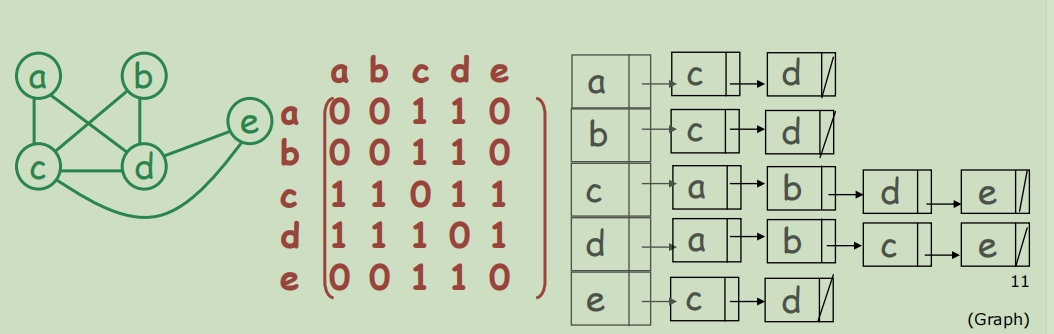 a b
c d e
a b c d e
a 0 0 1 1 0
b 0 0 1 1 0
c 1 1 0 1 1
d 1 1 1 0 1
e 0 0 1 1 0
a c d
b c d
c a b d e
d a b c e
e c d
11
(Graph)